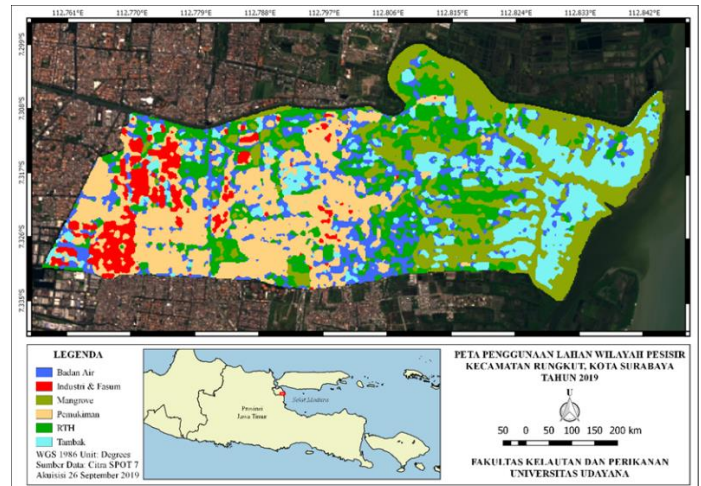 112.761°E 112.770°E 112.779°E 112.788°E 112.797°E 112.806°E 112.815°E 112.824°E 112.833°E 112.842°E
7.299°S
7.308°S
7.317°S
7.326°S
7.335°S
LEGENDA
Badan Air
Industri & Fasum
Mangrove
Pemukiman
RTH
Tambak
WGS 1986 Unit: Degrees
Sumber Data: Citra SPOT 7
Akuisisi 26 September 2019
Provinsi
Jawa Timur
Selat Madura
PETA PENGGUNAAN LAHAN WILAYAH PESISIR
KECAMATAN RUNGKUT, KOTA SURABAYA
TAHUN 2019
U
50 0 50 100 150 200 km
FAKULTAS KELAUTAN DAN PERIKANAN
UNIVERSITAS UDAYANA